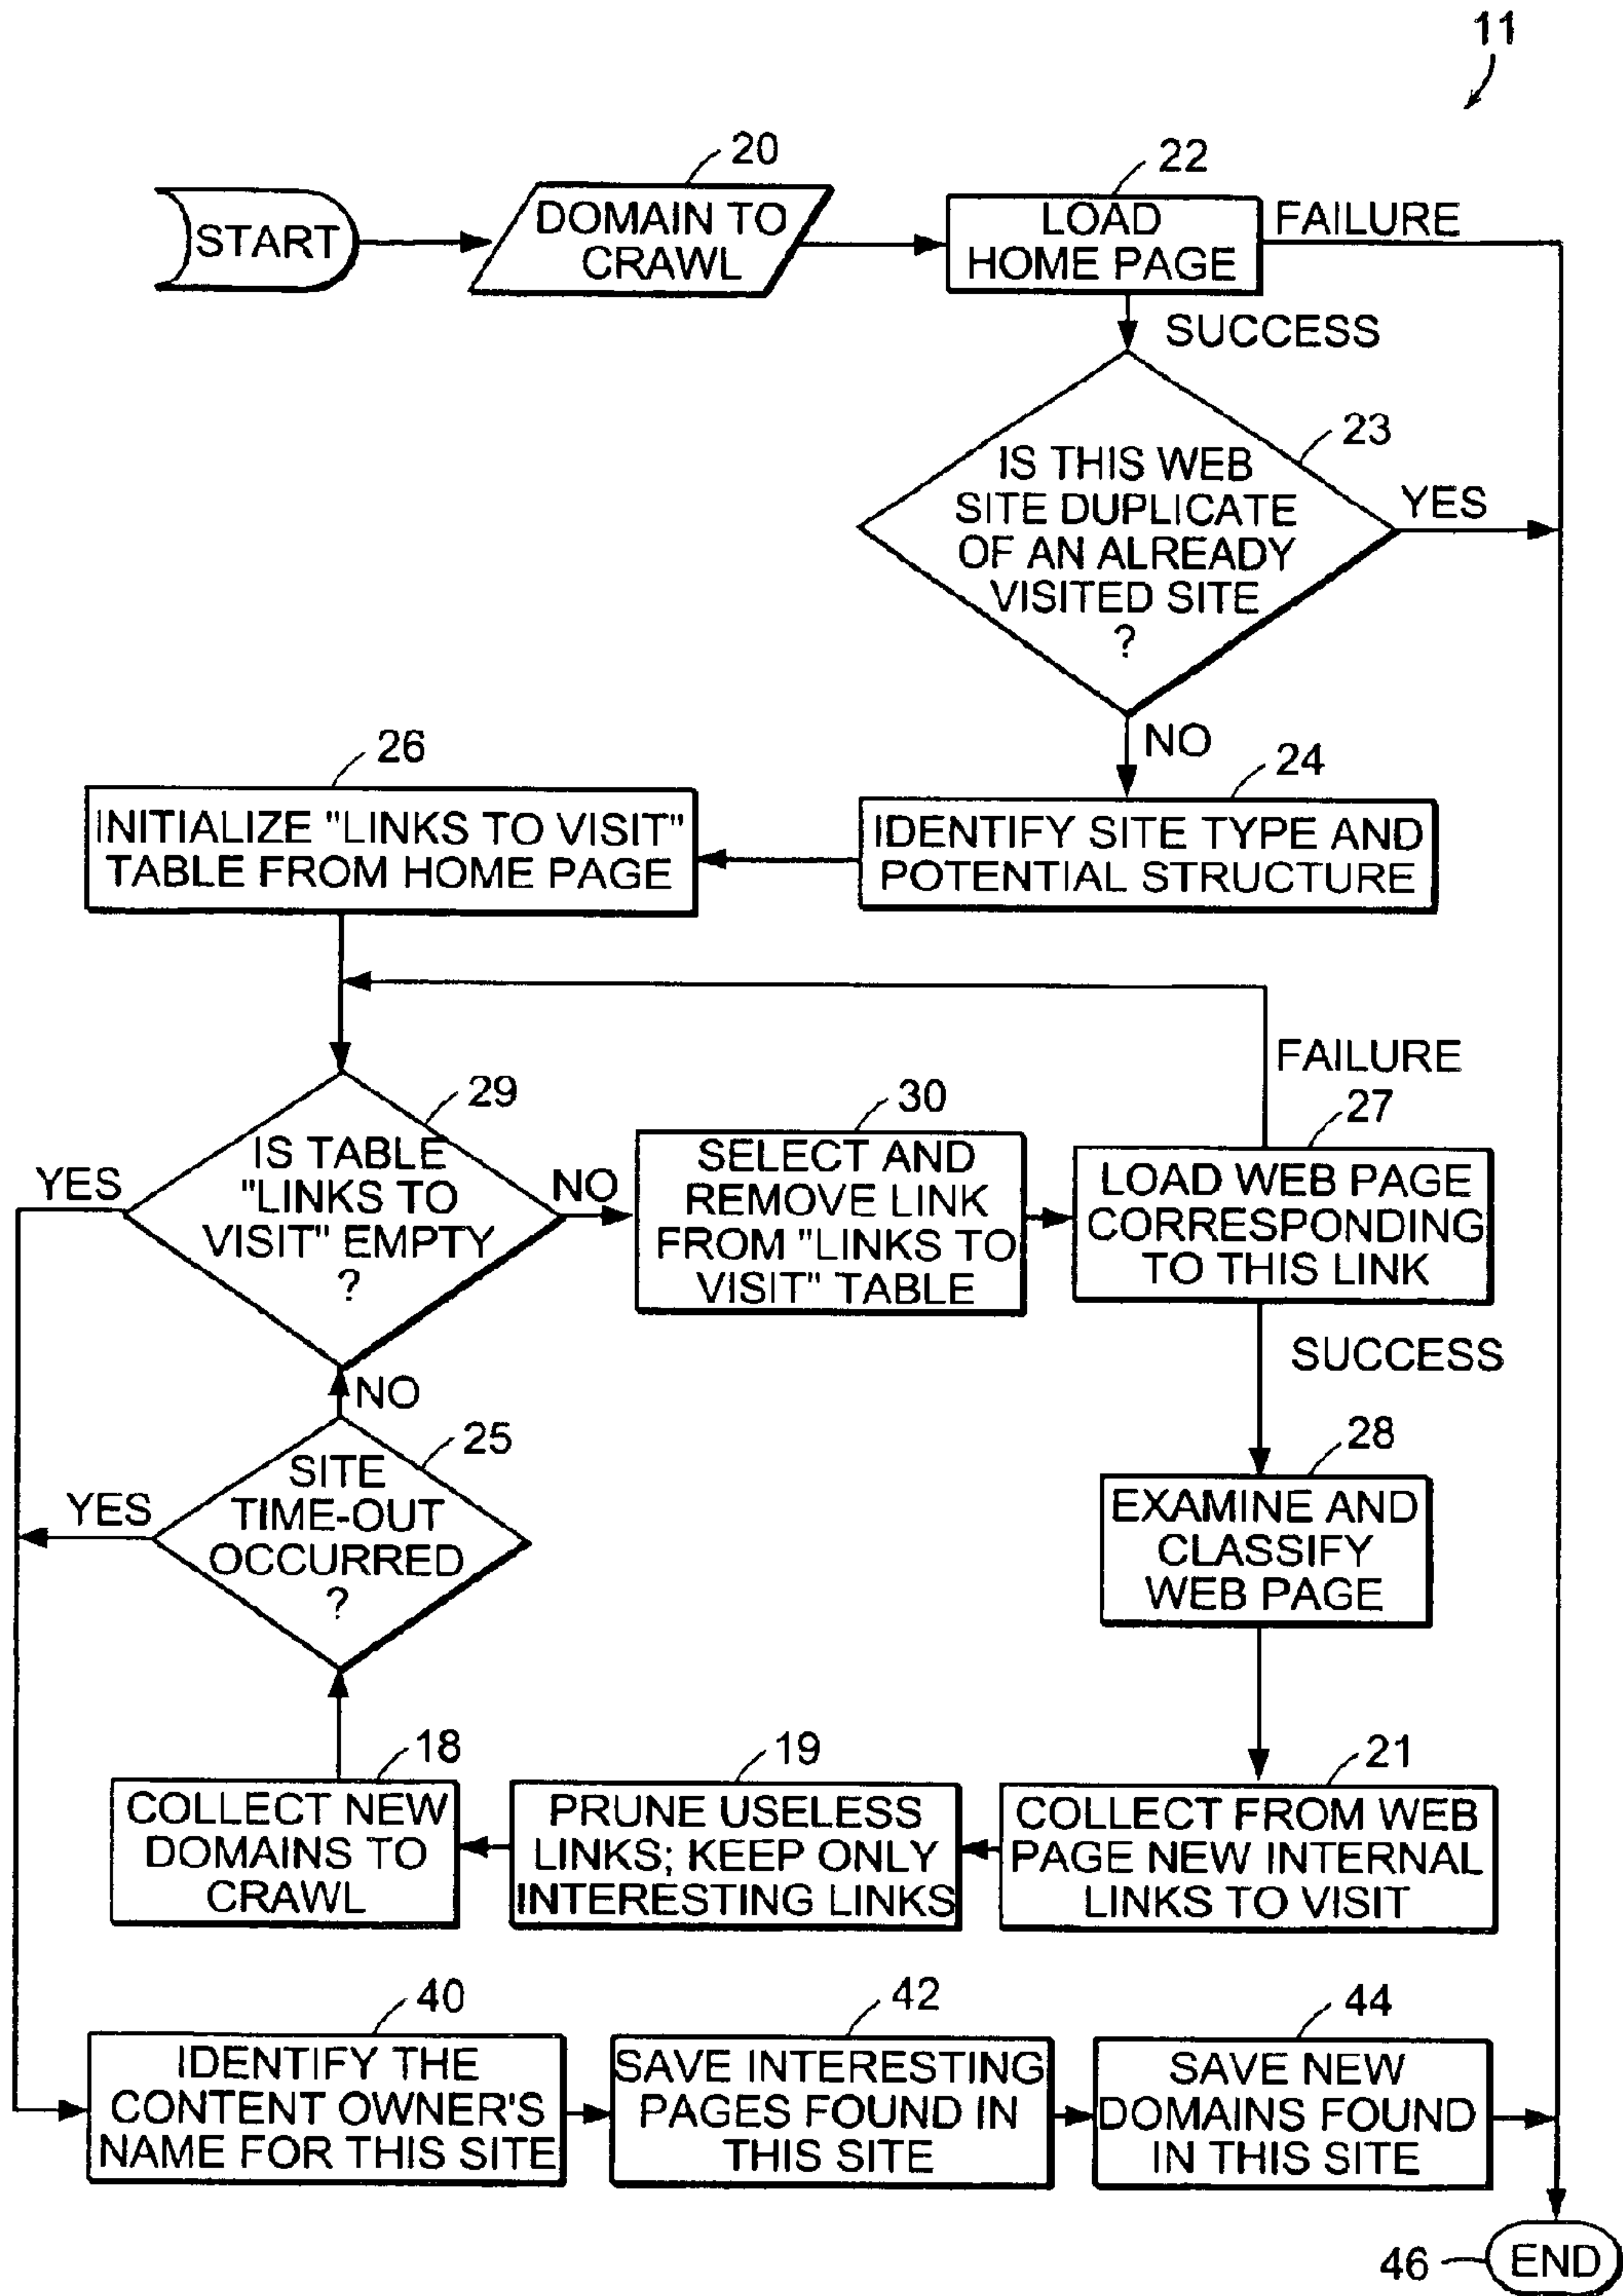 11
20
22
START
DOMAIN TO
CRAWL
LOAD
HOME PAGE
FAILURE
SUCCESS
23
IS THIS WEB
SITE DUPLICATE
OF AN ALREADY
VISITED SITE
?
YES
NO
26
24
INITIALIZE "LINKS TO VISIT"
TABLE FROM HOME PAGE
IDENTIFY SITE TYPE AND
POTENTIAL STRUCTURE
FAILURE
29
30
27
YES
IS TABLE
"LINKS TO
VISIT" EMPTY
?
NO
SELECT AND
REMOVE LINK
FROM "LINKS TO
VISIT" TABLE
LOAD WEB PAGE
CORRESPONDING
TO THIS LINK
SUCCESS
NO
25
28
YES
SITE
TIME-OUT
OCCURRED
?
EXAMINE AND
CLASSIFY
WEB PAGE
18
19
21
COLLECT NEW
DOMAINS TO
CRAWL
PRUNE USELESS
LINKS; KEEP ONLY
INTERESTING LINKS
COLLECT FROM WEB
PAGE NEW INTERNAL
LINKS TO VISIT
40
42
44
IDENTIFY THE
CONTENT OWNER'S
NAME FOR THIS SITE
SAVE INTERESTING
PAGES FOUND IN
THIS SITE
SAVE NEW
DOMAINS FOUND
IN THIS SITE
46
END